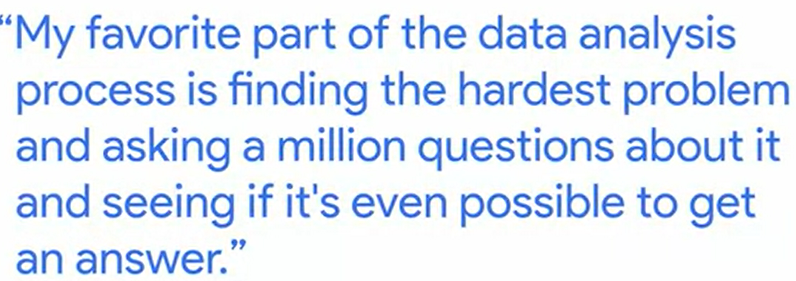 “My favorite part of the data analysis
process is finding the hardest problem
and asking a million questions about it
and seeing if it's even possible to get
an answer.”